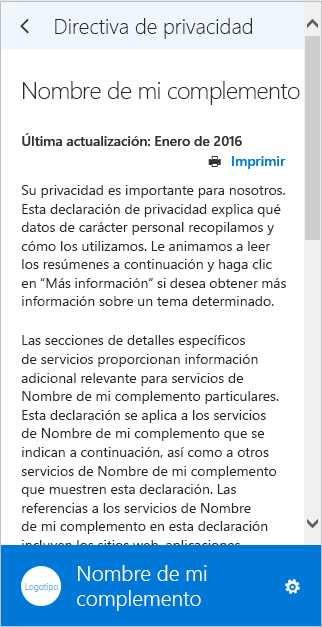 Directiva de privacidad
Nombre de mi complemento
Última actualización: Enero de 2016
Imprimir
Su privacidad es importante para nosotros.
Esta declaración de privacidad explica qué
datos de carácter personal recopilamos y
cómo los utilizamos. Le animamos a leer
los resúmenes a continuación y haga clic
en “Más información” si desea obtener más
información sobre un tema determinado.
Las secciones de detalles específicos
de servicios proporcionan información
adicional relevante para servicios de
Nombre de mi complemento particulares.
Esta declaración se aplica a los servicios
de Nombre de mi complemento que se
indican a continuación, así como a otros
servicios de Nombre de mi complemento
que muestren esta declaración. Las
referencias a los servicios de Nombre
de mi complemento en esta declaración
incluyen los sitios web, aplicaciones,
Logotipo
Nombre de mi
complemento